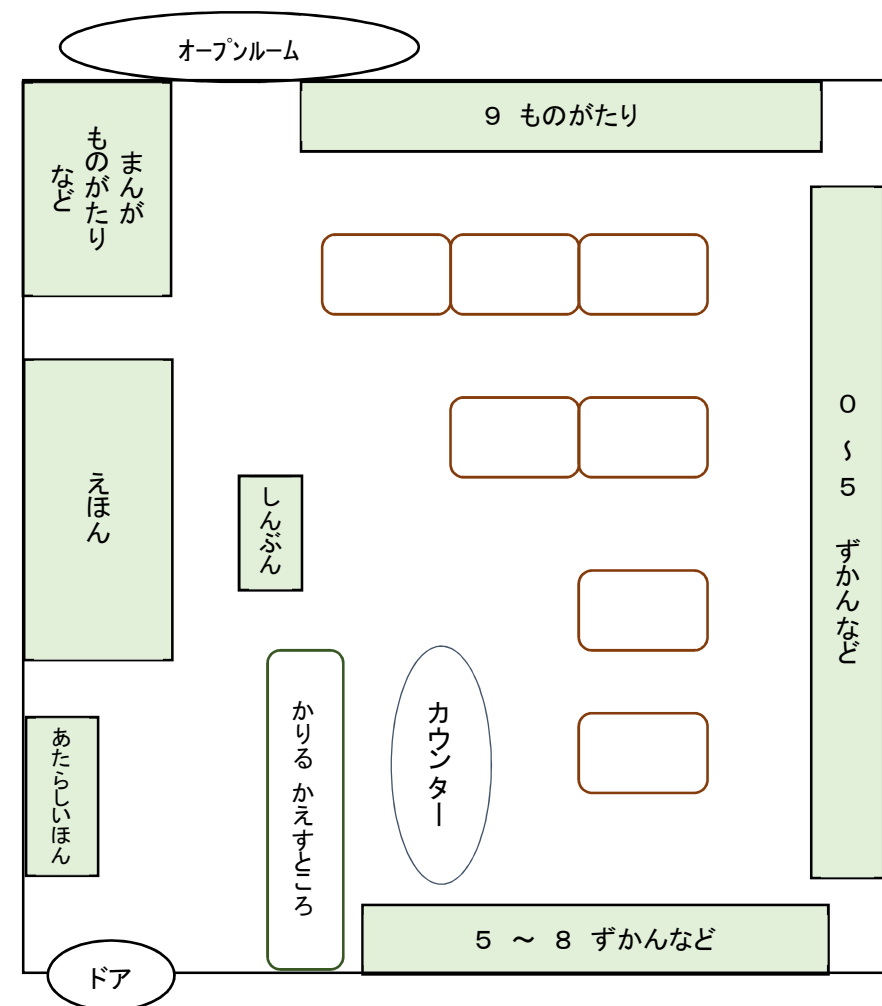 オープンルーム
9 ものがたり
まんが
ものがたり
など
0～5 ずかんなど
えほん
しんぶん
かりる かえすところ
カウンター
あたらしいほん
5 ～ 8 ずかんなど
ドア